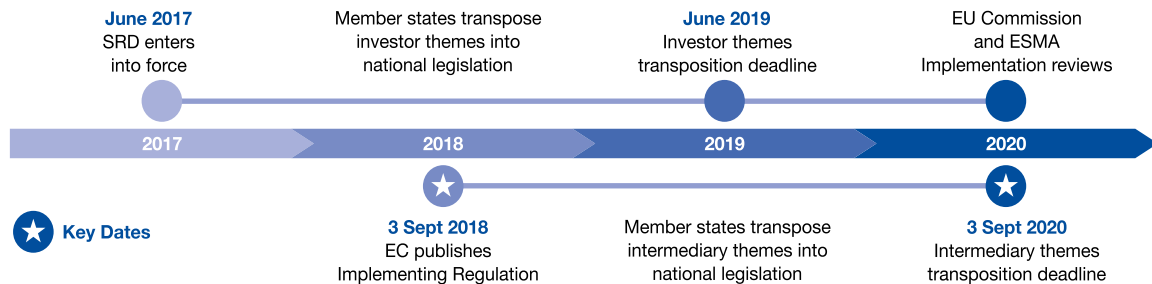 June 2017
SRD enters
into force
Member states transpose
investor themes into
national legislation
June 2019
Investor themes
transposition deadline
EU Commission
and ESMA
Implementation reviews
2017
2018
2019
2020
Key Dates
3 Sept 2018
EC publishes
Implementing Regulation
Member states transpose
intermediary themes into
national legislation
3 Sept 2020
Intermediary themes
transposition deadline